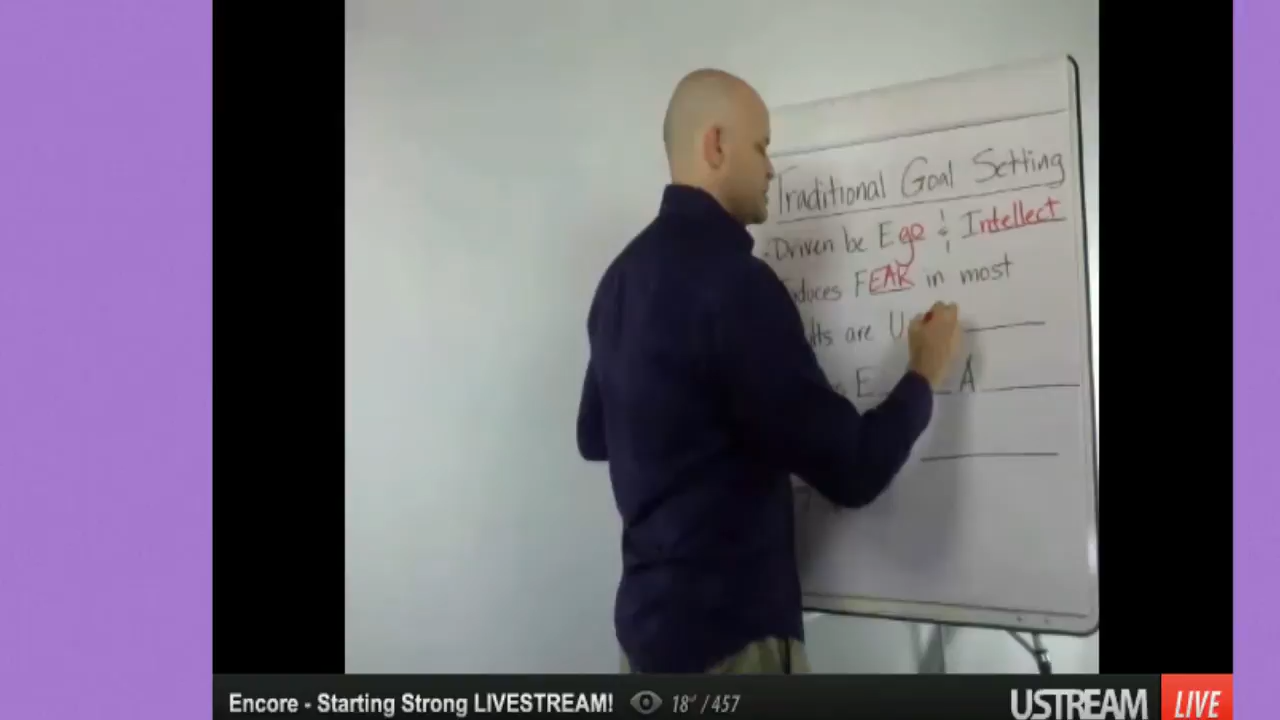 Traditional Goal Setting
- Driven be Ego & Intellect
duces FEAR in most
lts are U
E A
Encore - Starting Strong LIVESTREAM! 18 / 457
USTREAM LIVE